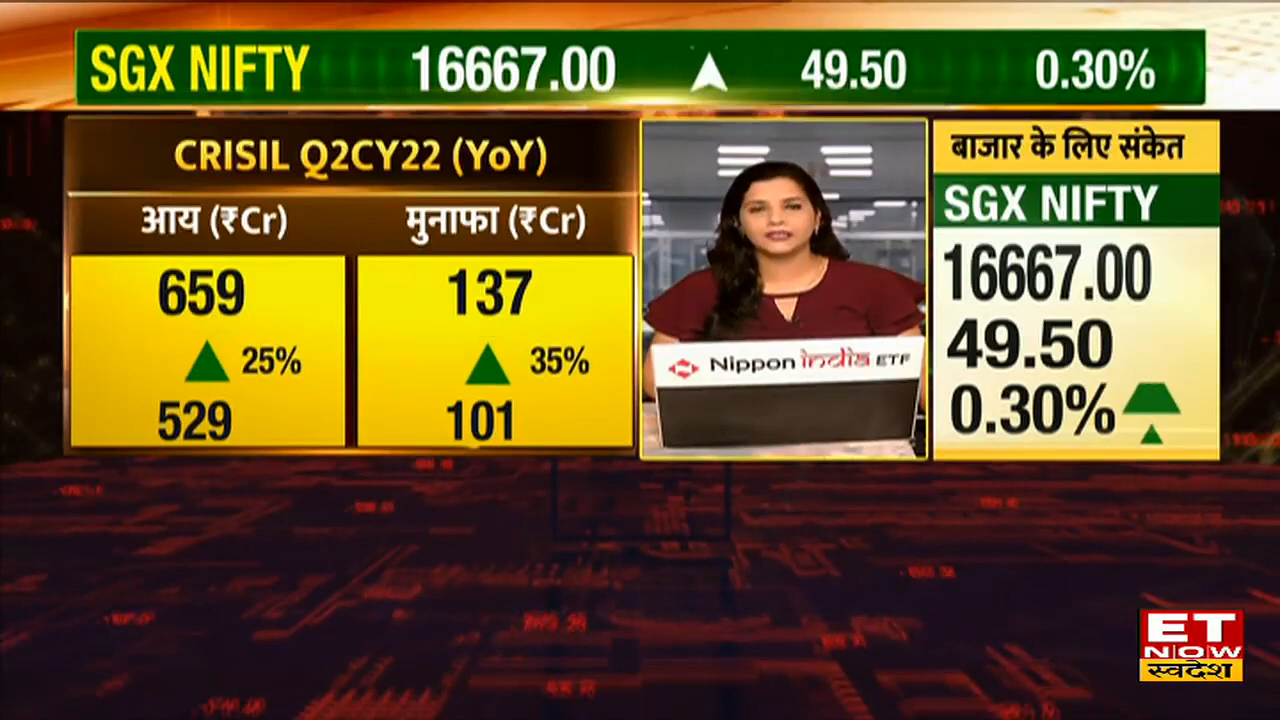 SGX NIFTY 16667.00 49.50 0.30%
CRISIL Q2CY22 (YoY)
आय (₹Cr) मुनाफा (₹Cr)
659 137
25% 35%
529 101
Nippon india ETF
बाजार के लिए संकेत
SGX NIFTY
16667.00
49.50
0.30%
ET
NOW
स्वदेश